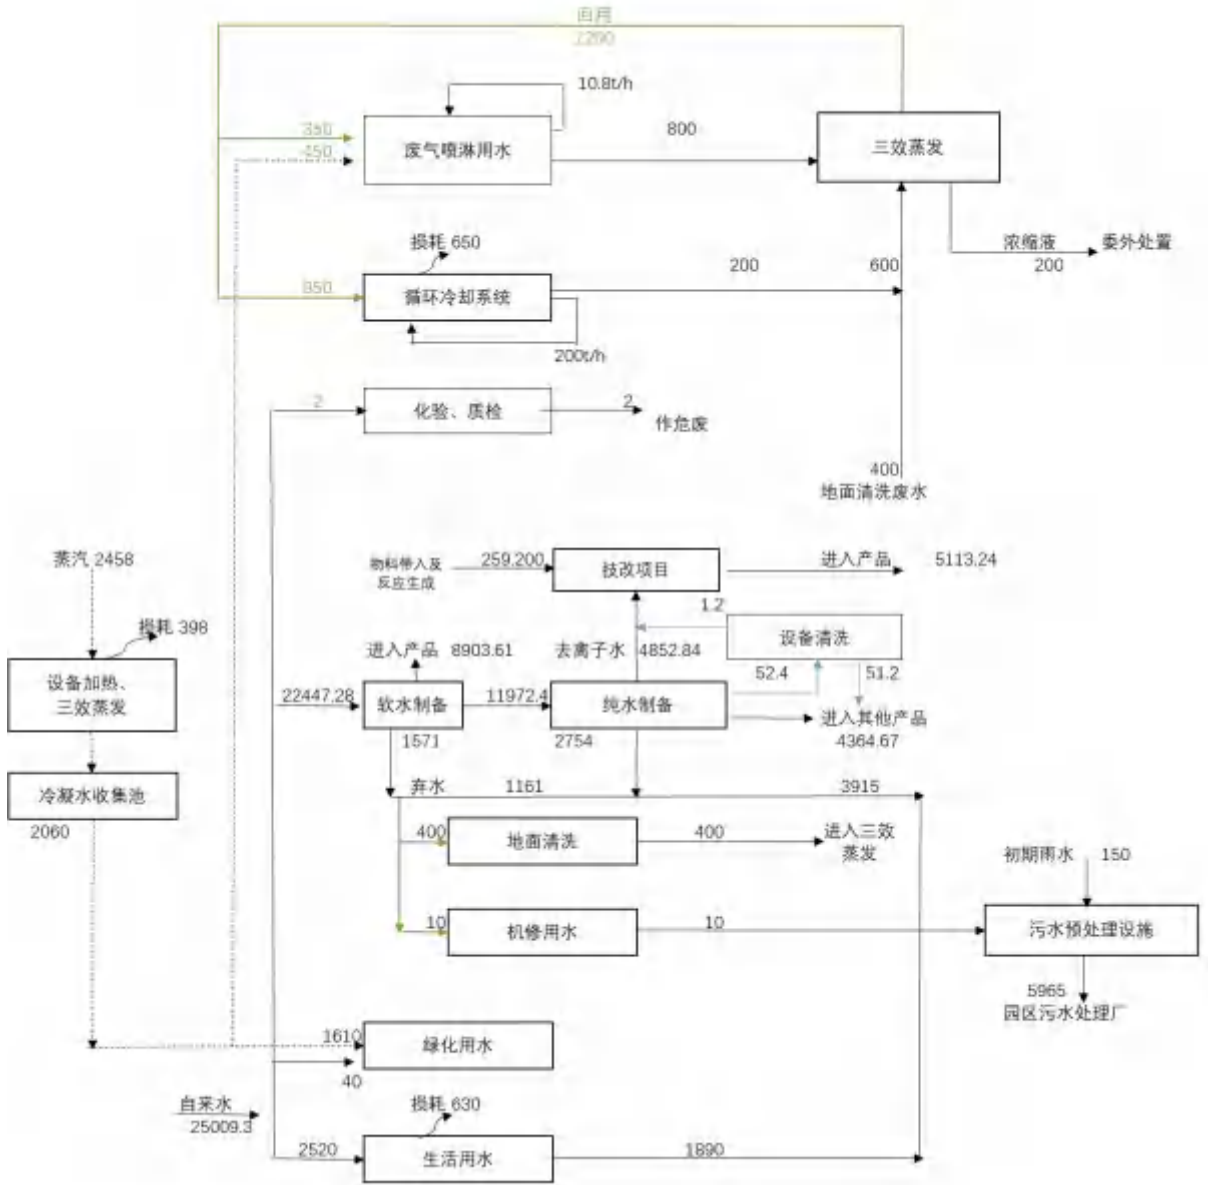 回用
1200
10.8t/h
350
废气喷淋用水
800
三效蒸发
450
损耗 650
浓缩液
委外处置
200
200
600
850
循环冷却系统
200t/h
2
化验、质检
2
作危废
400
地面清洗废水
蒸汽 2458
物料带入及
反应生成
259.200
技改项目
进入产品
5113.24
1.2
损耗 398
进入产品 8903.61
去离子水 4852.84
设备清洗
设备加热、
三效蒸发
52.4
51.2
22447.28
软水制备
11972.4
纯水制备
进入其他产品
4364.67
1571
2754
冷凝水收集池
弃水
1161
3915
2060
400
地面清洗
400
进入三效
蒸发
初期雨水
150
10
机修用水
10
污水预处理设施
5965
园区污水处理厂
1610
绿化用水
40
自来水
25009.3
损耗 630
2520
生活用水
1890